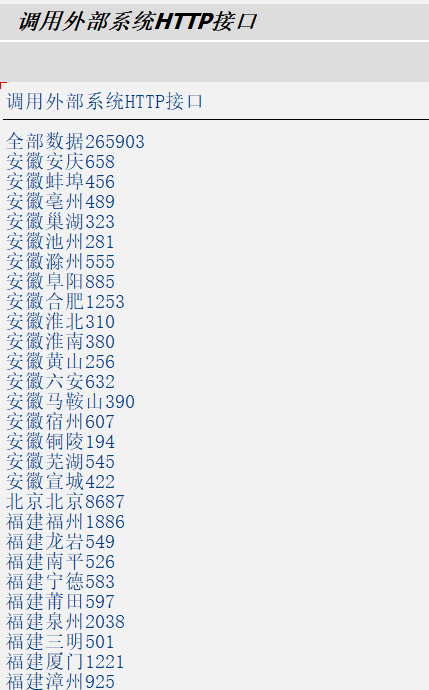 调用外部系统HTTP接口
调用外部系统HTTP接口
全部数据265903
安徽安庆658
安徽蚌埠456
安徽亳州489
安徽巢湖323
安徽池州281
安徽滁州555
安徽阜阳885
安徽合肥1253
安徽淮北310
安徽淮南380
安徽黄山256
安徽六安632
安徽马鞍山390
安徽宿州607
安徽铜陵194
安徽芜湖545
安徽宣城422
北京北京8687
福建福州1886
福建龙岩549
福建南平526
福建宁德583
福建莆田597
福建泉州2038
福建三明501
福建厦门1221
福建漳州925